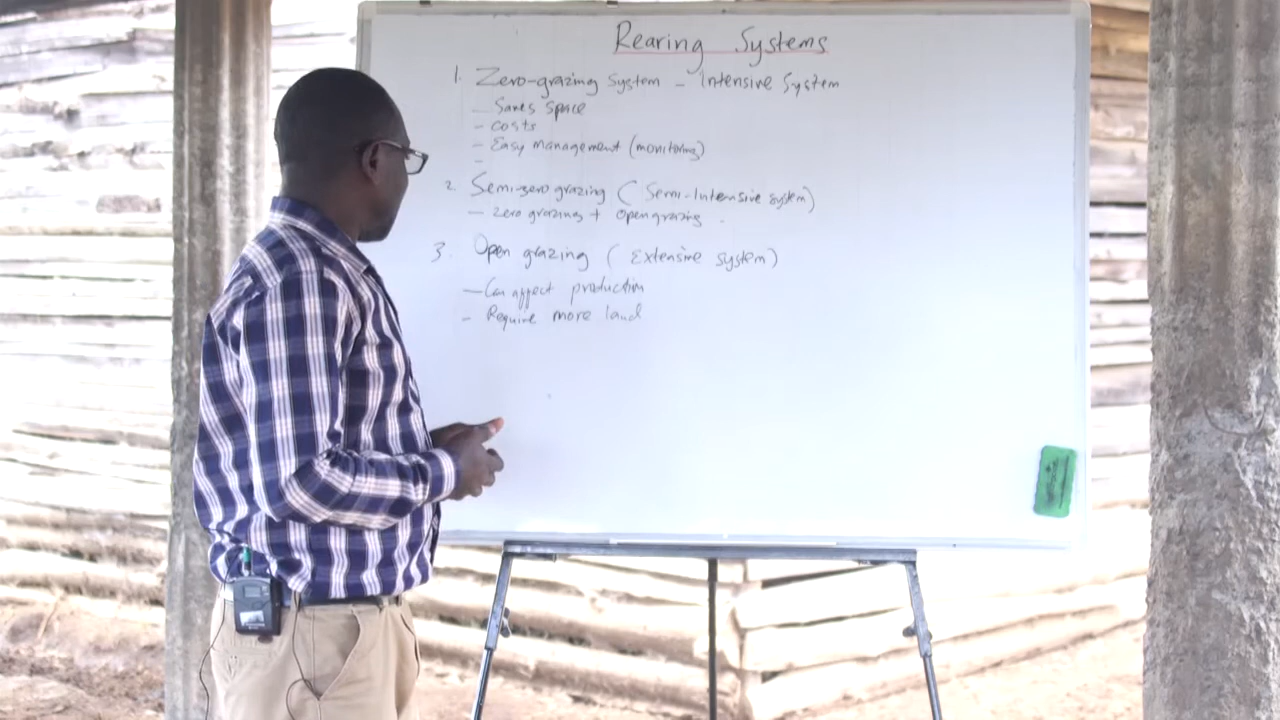 Rearing Systems
1. Zero-grazing System - Intensive System
- Saves space
- costs
- Easy management (monitoring)
-
2. Semi-zero grazing ( Semi-Intensive system)
- Zero grazing + Open grazing .
3. Open grazing ( Extensive system)
- Can affect production
- Require more land